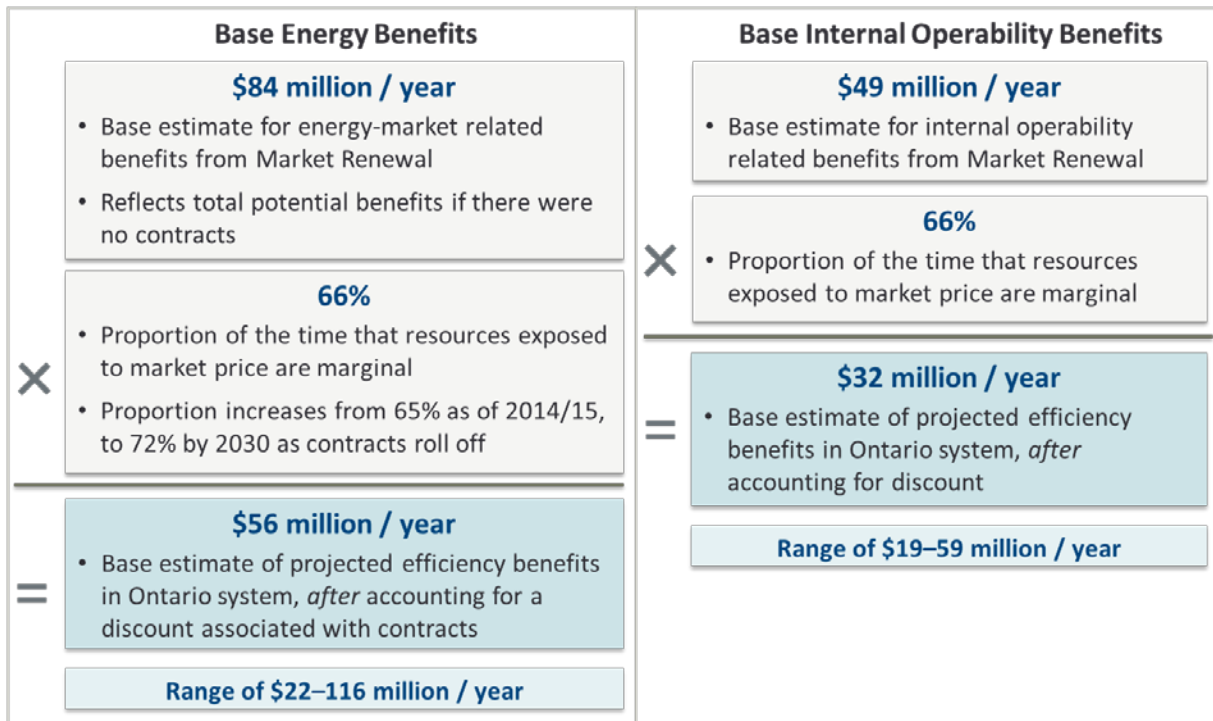 Base Energy Benefits
$84 million / year
• Base estimate for energy-market related
benefits from Market Renewal
• Reflects total potential benefits if there were
no contracts
×
66%
• Proportion of the time that resources exposed
to market price are marginal
• Proportion increases from 65% as of 2014/15,
to 72% by 2030 as contracts roll off
=
$56 million / year
• Base estimate of projected efficiency benefits
in Ontario system, after accounting for a
discount associated with contracts
Range of $22–116 million / year
Base Internal Operability Benefits
$49 million / year
• Base estimate for internal operability
related benefits from Market Renewal
×
66%
• Proportion of the time that resources
exposed to market price are marginal
=
$32 million / year
• Base estimate of projected efficiency
benefits in Ontario system, after
accounting for discount
Range of $19–59 million / year